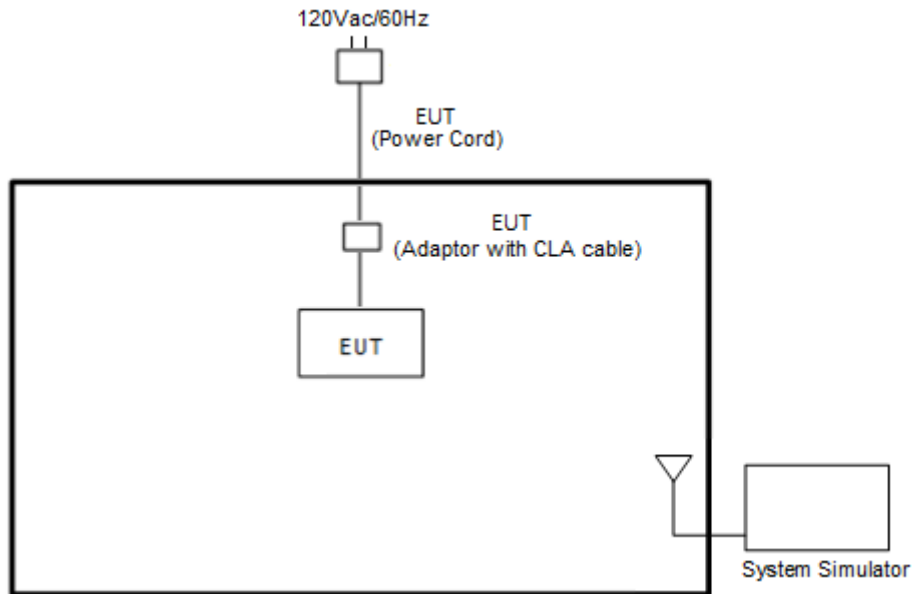 120Vac/60Hz
EUT
(Power Cord)
EUT
(Adaptor with CLA cable)
EUT
System Simulator